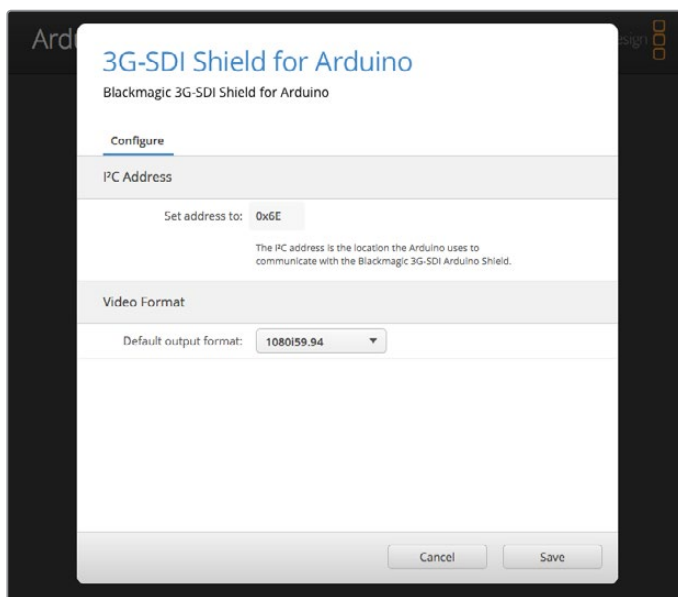 3G-SDI Shield for Arduino
Blackmagic 3G-SDI Shield for Arduino
Configure
I²C Address
Set address to: 0x6E
The I²C address is the location the Arduino uses to
communicate with the Blackmagic 3G-SDI Arduino Shield.
Video Format
Default output format: 1080i59.94
Cancel Save